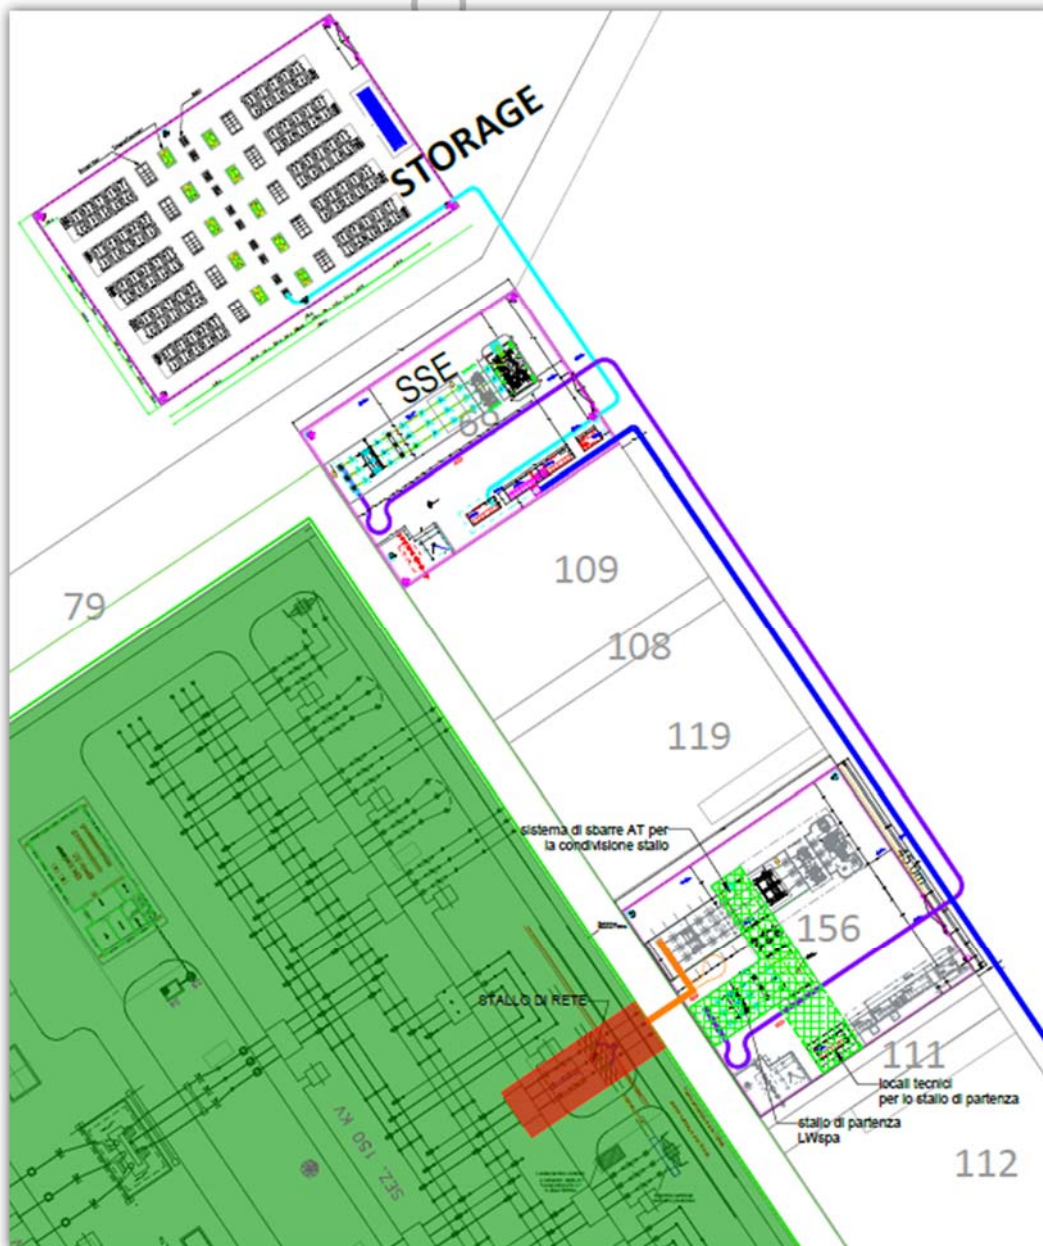 STORAGE
SSE
69
109
79
108
119
sistema di sbarre AT per
la condivisione stallo
156
STALLO DI RETE
111
locali tecnici
per lo stallo di partenza
stallo di partenza
LWspa
112
SEZ. 150 KV